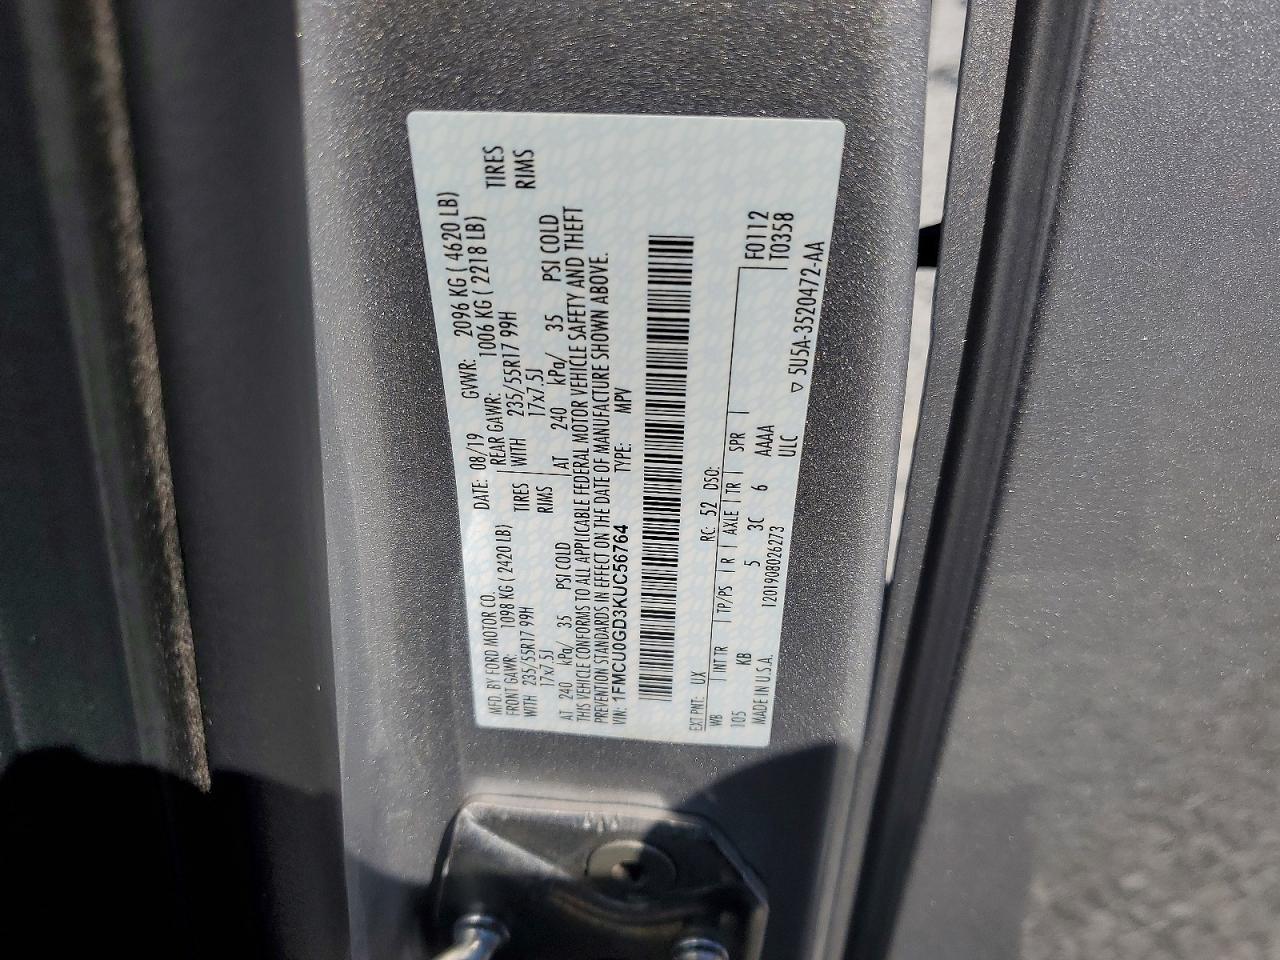 MFD. BY FORD MOTOR CO.
DATE: 08/19 GVWR: 2096 KG ( 4620 LB)
FRONT GAWR: 1098 KG ( 2420 LB) REAR GAWR: 1006 KG ( 2218 LB)
WITH 235/55R17 99H TIRES WITH 235/55R17 99H TIRES
17x7.5J RIMS 17x7.5J RIMS
AT 240 kPa/ 35 PSI COLD AT 240 kPa/ 35 PSI COLD
THIS VEHICLE CONFORMS TO ALL APPLICABLE FEDERAL MOTOR VEHICLE SAFETY AND THEFT
PREVENTION STANDARDS IN EFFECT ON THE DATE OF MANUFACTURE SHOWN ABOVE.
VIN: 1FMCU0GD3KUC56764 TYPE: MPV
EXT PNT: UX RC: 52 DSO:
WB INT TR TP/PS R AXLE TR SPR F0112
105 KB 5 3C 6 AAAA T0358
MADE IN U.S.A. 1201908026273 ULC
▽ 5U5A-3520472-AA